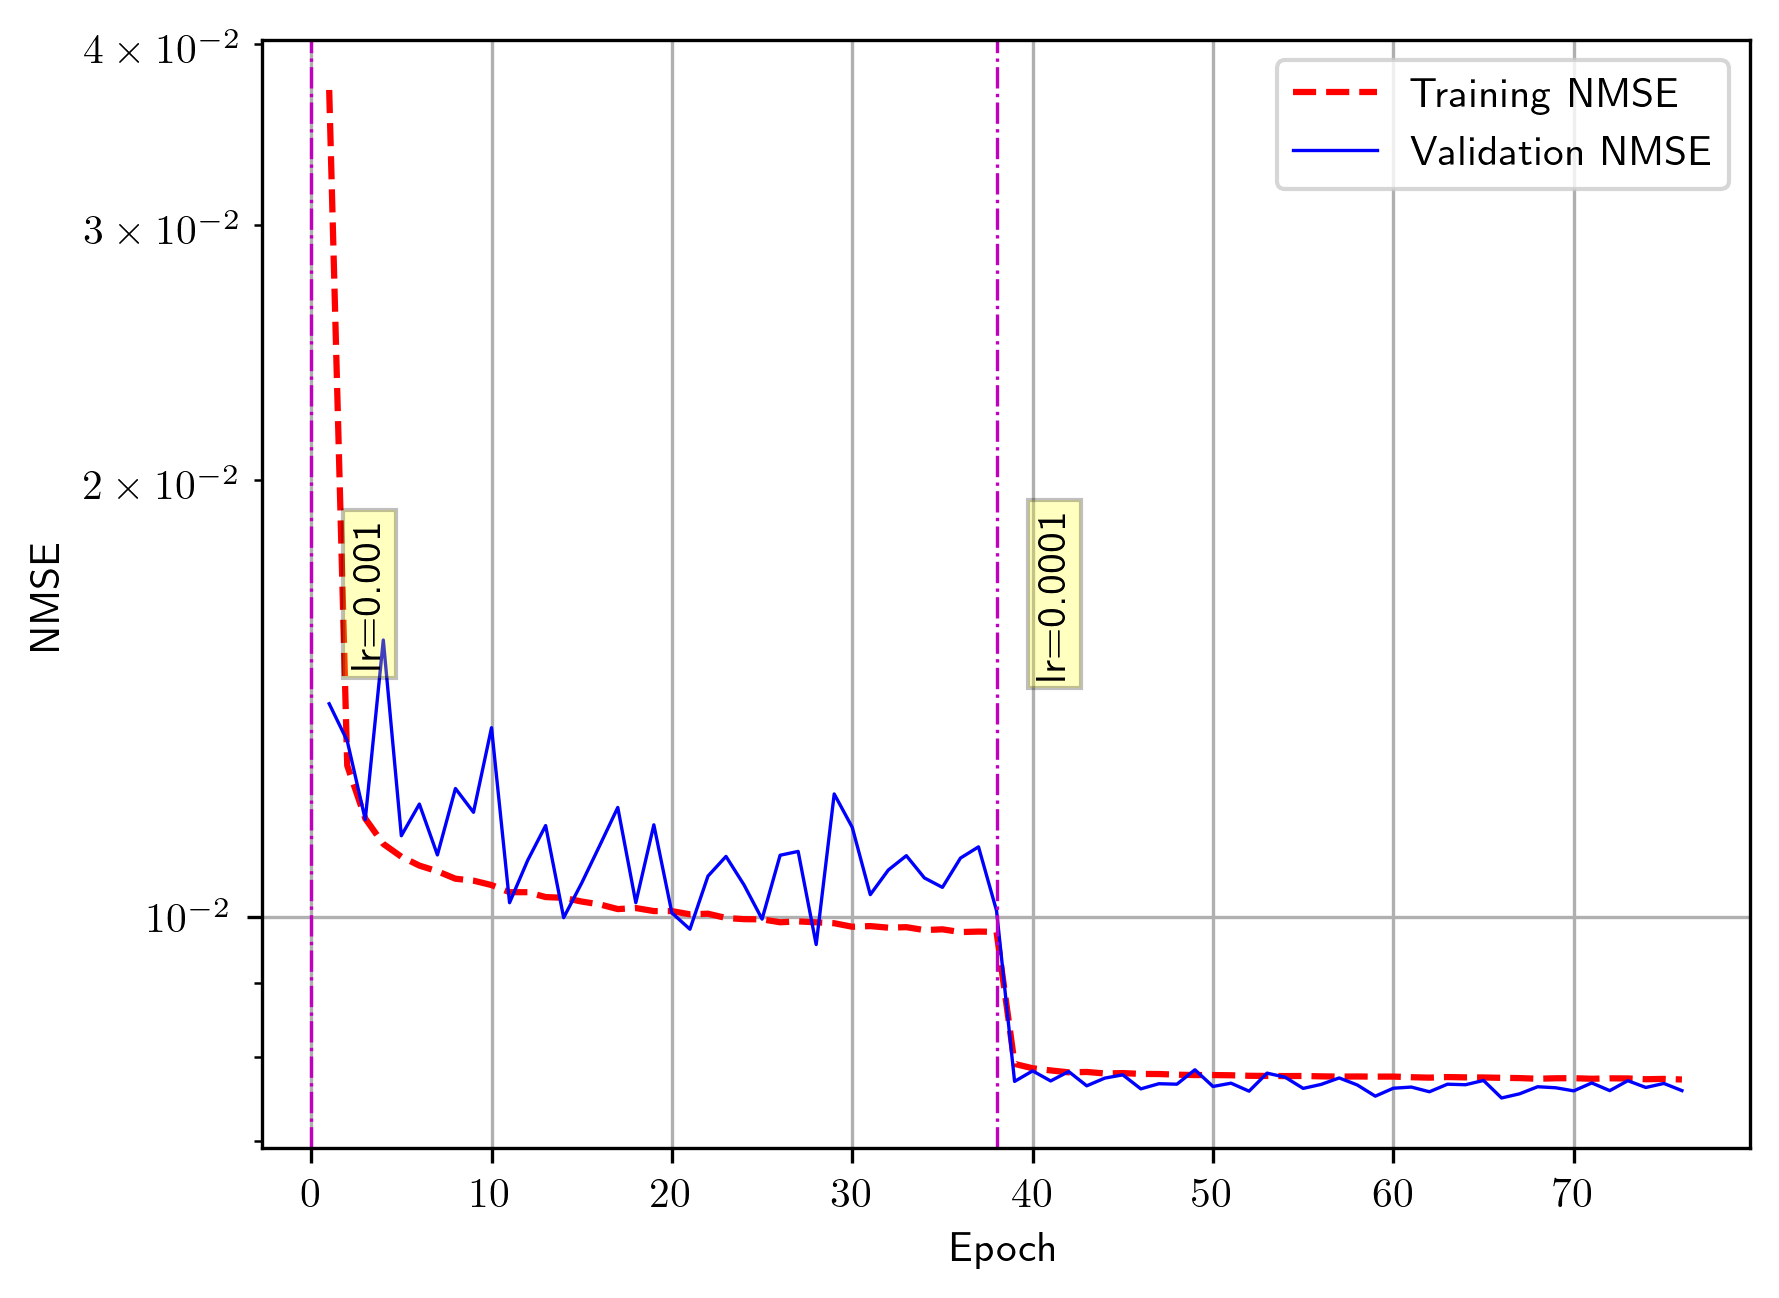 4 × 10⁻²
3 × 10⁻²
2 × 10⁻²
10⁻²
NMSE
Training NMSE
Validation NMSE
lr=0.001
lr=0.0001
0 10 20 30 40 50 60 70
Epoch